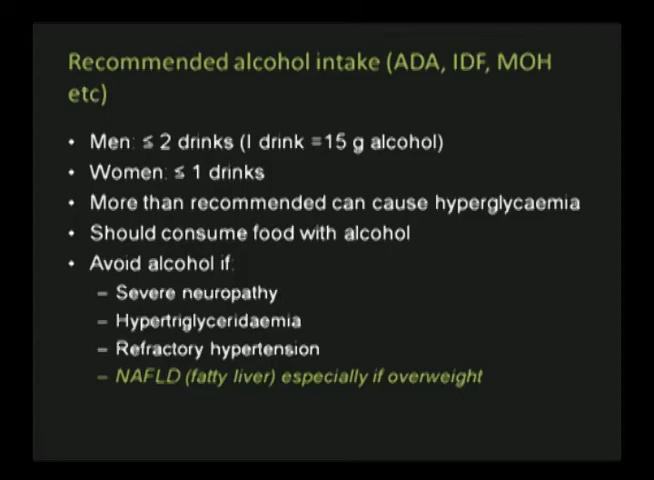 Recommended alcohol intake (ADA, IDF, MOH
etc)
• Men: ≤ 2 drinks (I drink =15 g alcohol)
• Women: ≤ 1 drinks
• More than recommended can cause hyperglycaemia
• Should consume food with alcohol
• Avoid alcohol if:
– Severe neuropathy
– Hypertriglyceridaemia
– Refractory hypertension
– NAFLD (fatty liver) especially if overweight